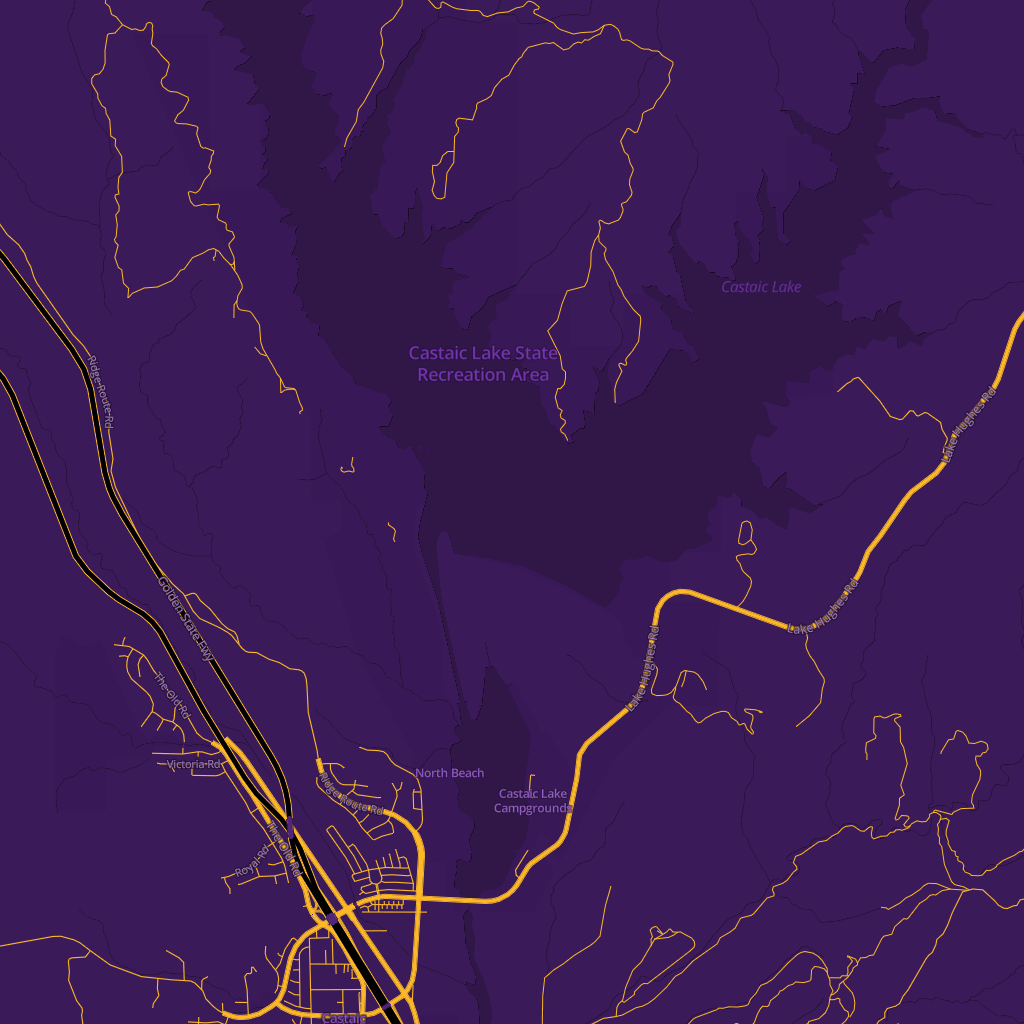 Castaic Lake
Castaic Lake State
Recreation Area
Ridge Route Rd
Lake Hughes Rd
Golden State Fwy
Lake Hughes Rd
Lake Hughes Rd
The Old Rd
Victoria Rd
North Beach
Ridge Route Rd
Castaic Lake
Campgrounds
The Old Rd
Royal Rd
Castaic